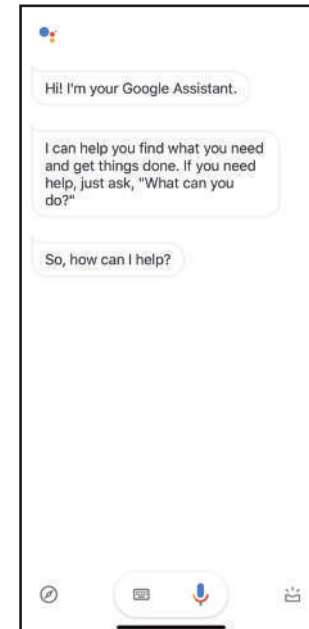 Hi! I'm your Google Assistant.
I can help you find what you need
and get things done. If you need
help, just ask, "What can you
do?"
So, how can I help?